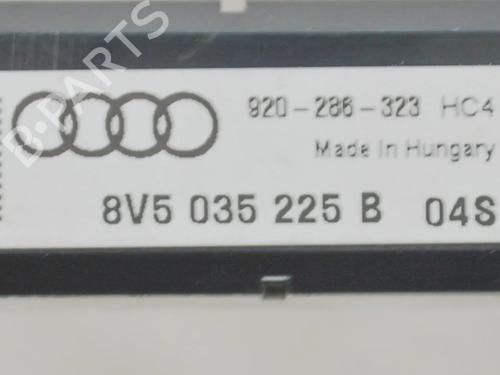 920-286-323 HC4
Made in Hungary
8V5 035 225 B 04S
B-PARTS